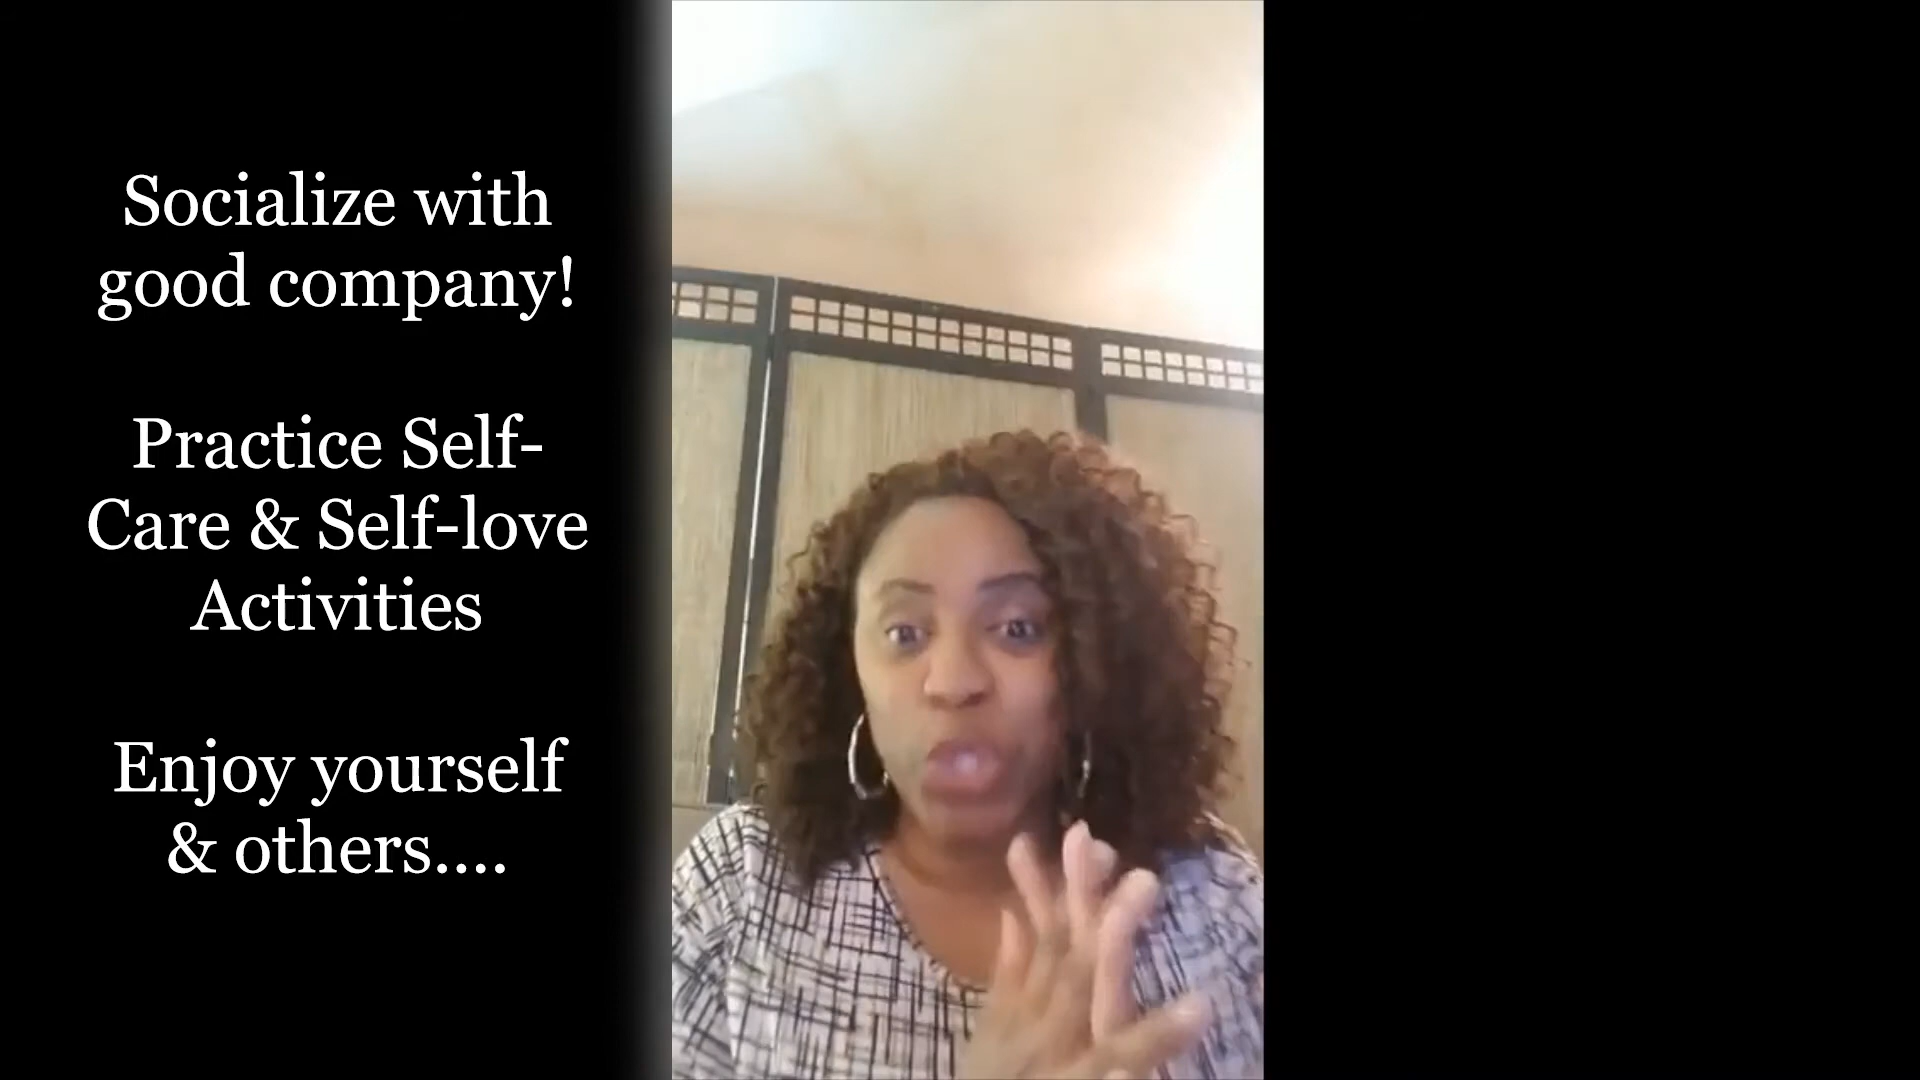 Socialize with
good company!
Practice Self-
Care & Self-love
Activities
Enjoy yourself
& others....